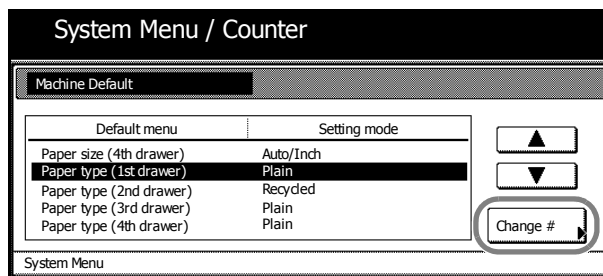 System Menu / Counter
Machine Default
Default menu Setting mode
Paper size (4th drawer) Auto/Inch
Paper type (1st drawer) Plain
Paper type (2nd drawer) Recycled
Paper type (3rd drawer) Plain
Paper type (4th drawer) Plain
Change #
System Menu